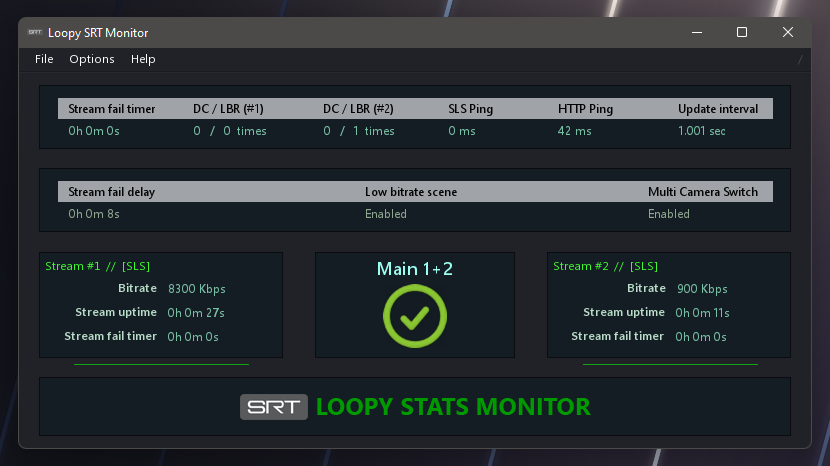 SRT Loopy SRT Monitor
File Options Help
Stream fail timer DC / LBR (#1) DC / LBR (#2) SLS Ping HTTP Ping Update interval
0h 0m 0s 0 / 0 times 0 / 1 times 0 ms 42 ms 1.001 sec
Stream fail delay Low bitrate scene Multi Camera Switch
0h 0m 8s Enabled Enabled
Stream #1 // [SLS]
Bitrate 8300 Kbps
Stream uptime 0h 0m 27s
Stream fail timer 0h 0m 0s
Main 1+2
Stream #2 // [SLS]
Bitrate 900 Kbps
Stream uptime 0h 0m 11s
Stream fail timer 0h 0m 0s
SRT LOOPY STATS MONITOR